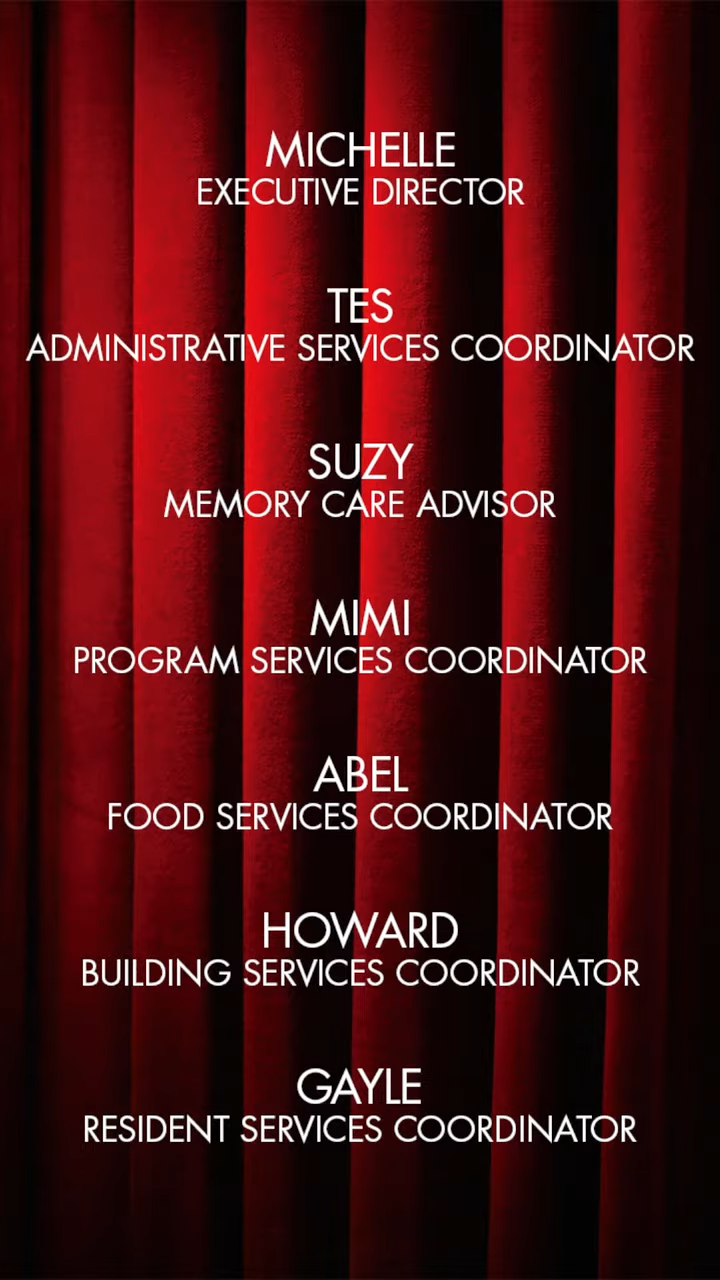 MICHELLE
EXECUTIVE DIRECTOR
TES
ADMINISTRATIVE SERVICES COORDINATOR
SUZY
MEMORY CARE ADVISOR
MIMI
PROGRAM SERVICES COORDINATOR
ABEL
FOOD SERVICES COORDINATOR
HOWARD
BUILDING SERVICES COORDINATOR
GAYLE
RESIDENT SERVICES COORDINATOR